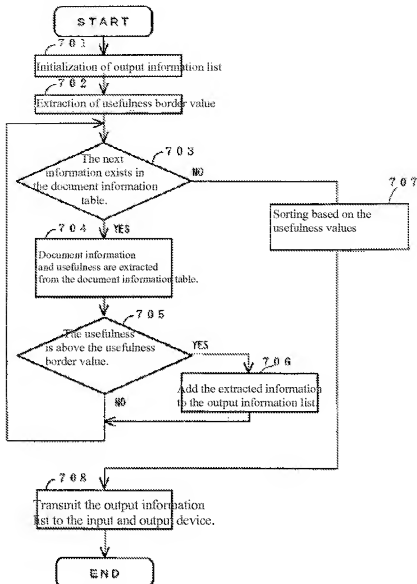 START
701
Initialization of output information list
702
Extraction of usefulness border value
703
The next
information exists in
the document information
table.
NO
707
Sorting based on the
usefulness values
YES
704
Document information
and usefulness are extracted
from the document information table.
705
The usefulness
is above the usefulness
border value.
YES
706
Add the extracted information
to the output information list
NO
708
Transmit the output information
list to the input and output device.
END